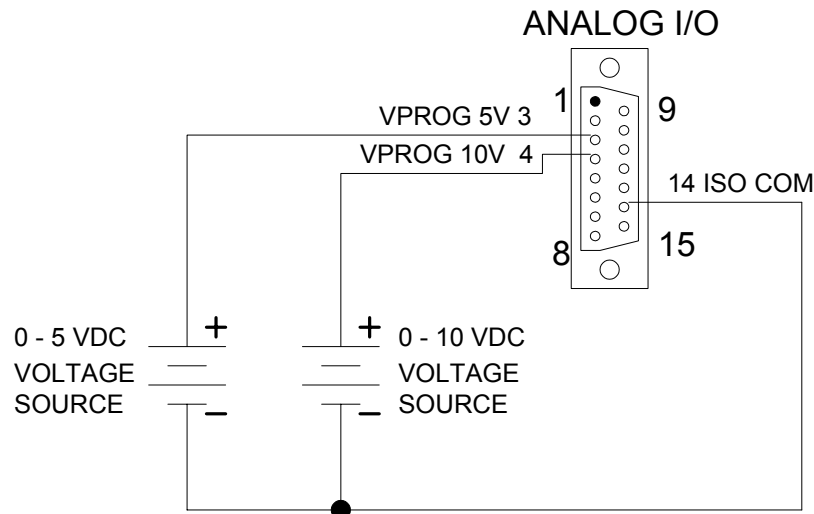 ANALOG I/O
1
9
VPROG 5V 3
VPROG 10V 4
14 ISO COM
8
15
0 - 5 VDC
VOLTAGE
SOURCE
+
–
0 - 10 VDC
VOLTAGE
SOURCE
+
–